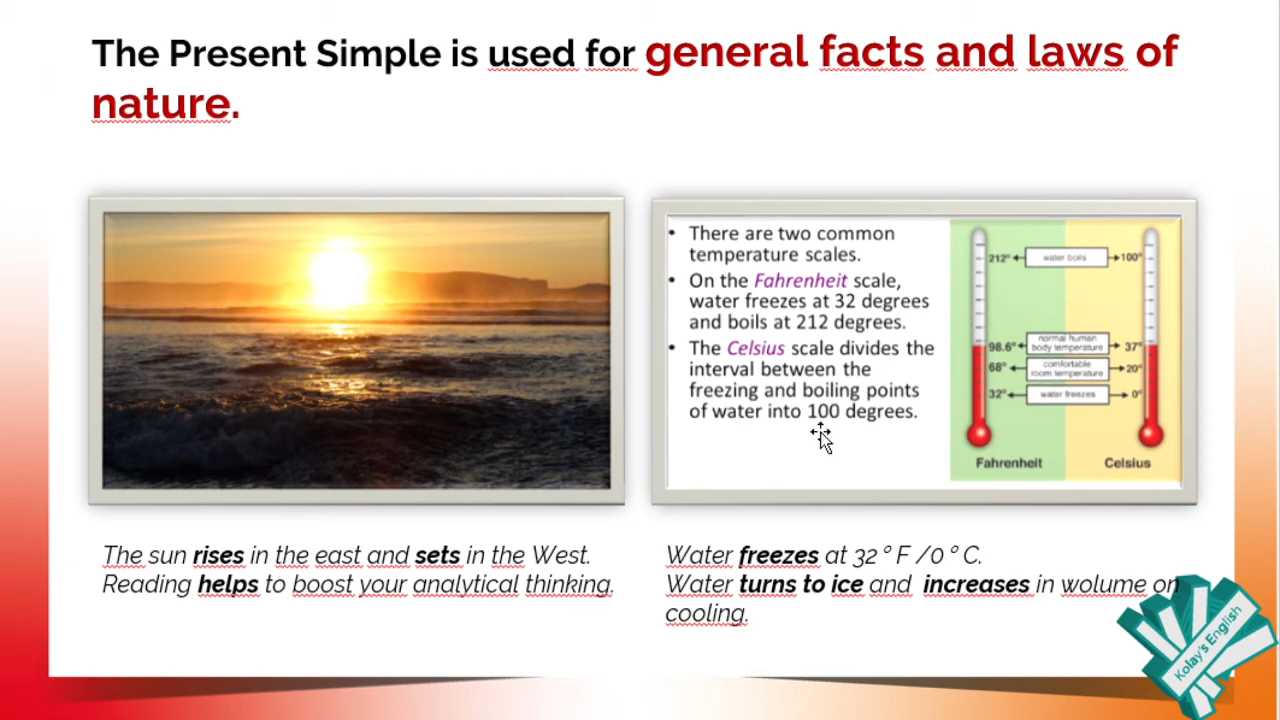 The Present Simple is used for general facts and laws of
nature.
• There are two common
temperature scales.
• On the Fahrenheit scale,
water freezes at 32 degrees
and boils at 212 degrees.
• The Celsius scale divides the
interval between the
freezing and boiling points
of water into 100 degrees.
212° water boils 100°
normal human
98.6° body temperature 37°
comfortable
68° room temperature 20°
32° water freezes 0°
Fahrenheit Celsius
The sun rises in the east and sets in the West.
Reading helps to boost your analytical thinking.
Water freezes at 32 ° F /0 ° C.
Water turns to ice and increases in wolume on
cooling.
Kolay's English